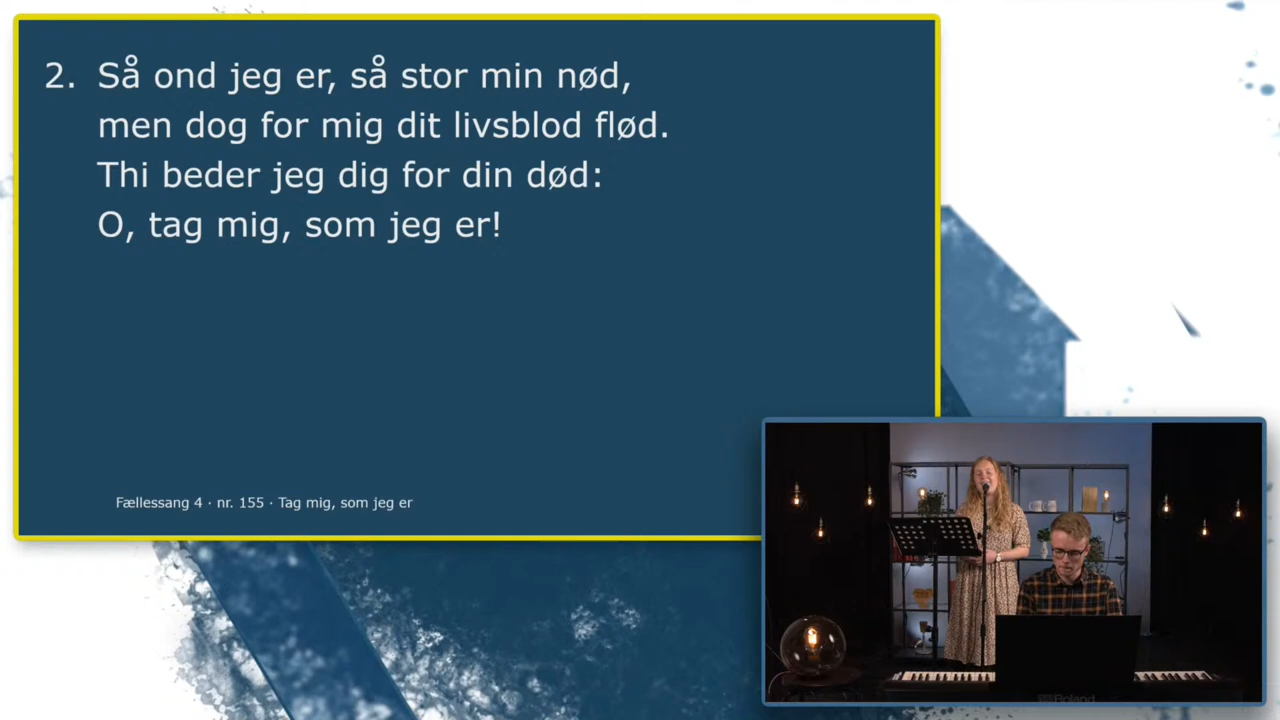 2. Så ond jeg er, så stor min nød,
men dog for mig dit livsblod flød.
Thi beder jeg dig for din død:
O, tag mig, som jeg er!
Fællessang 4 · nr. 155 · Tag mig, som jeg er
Roland